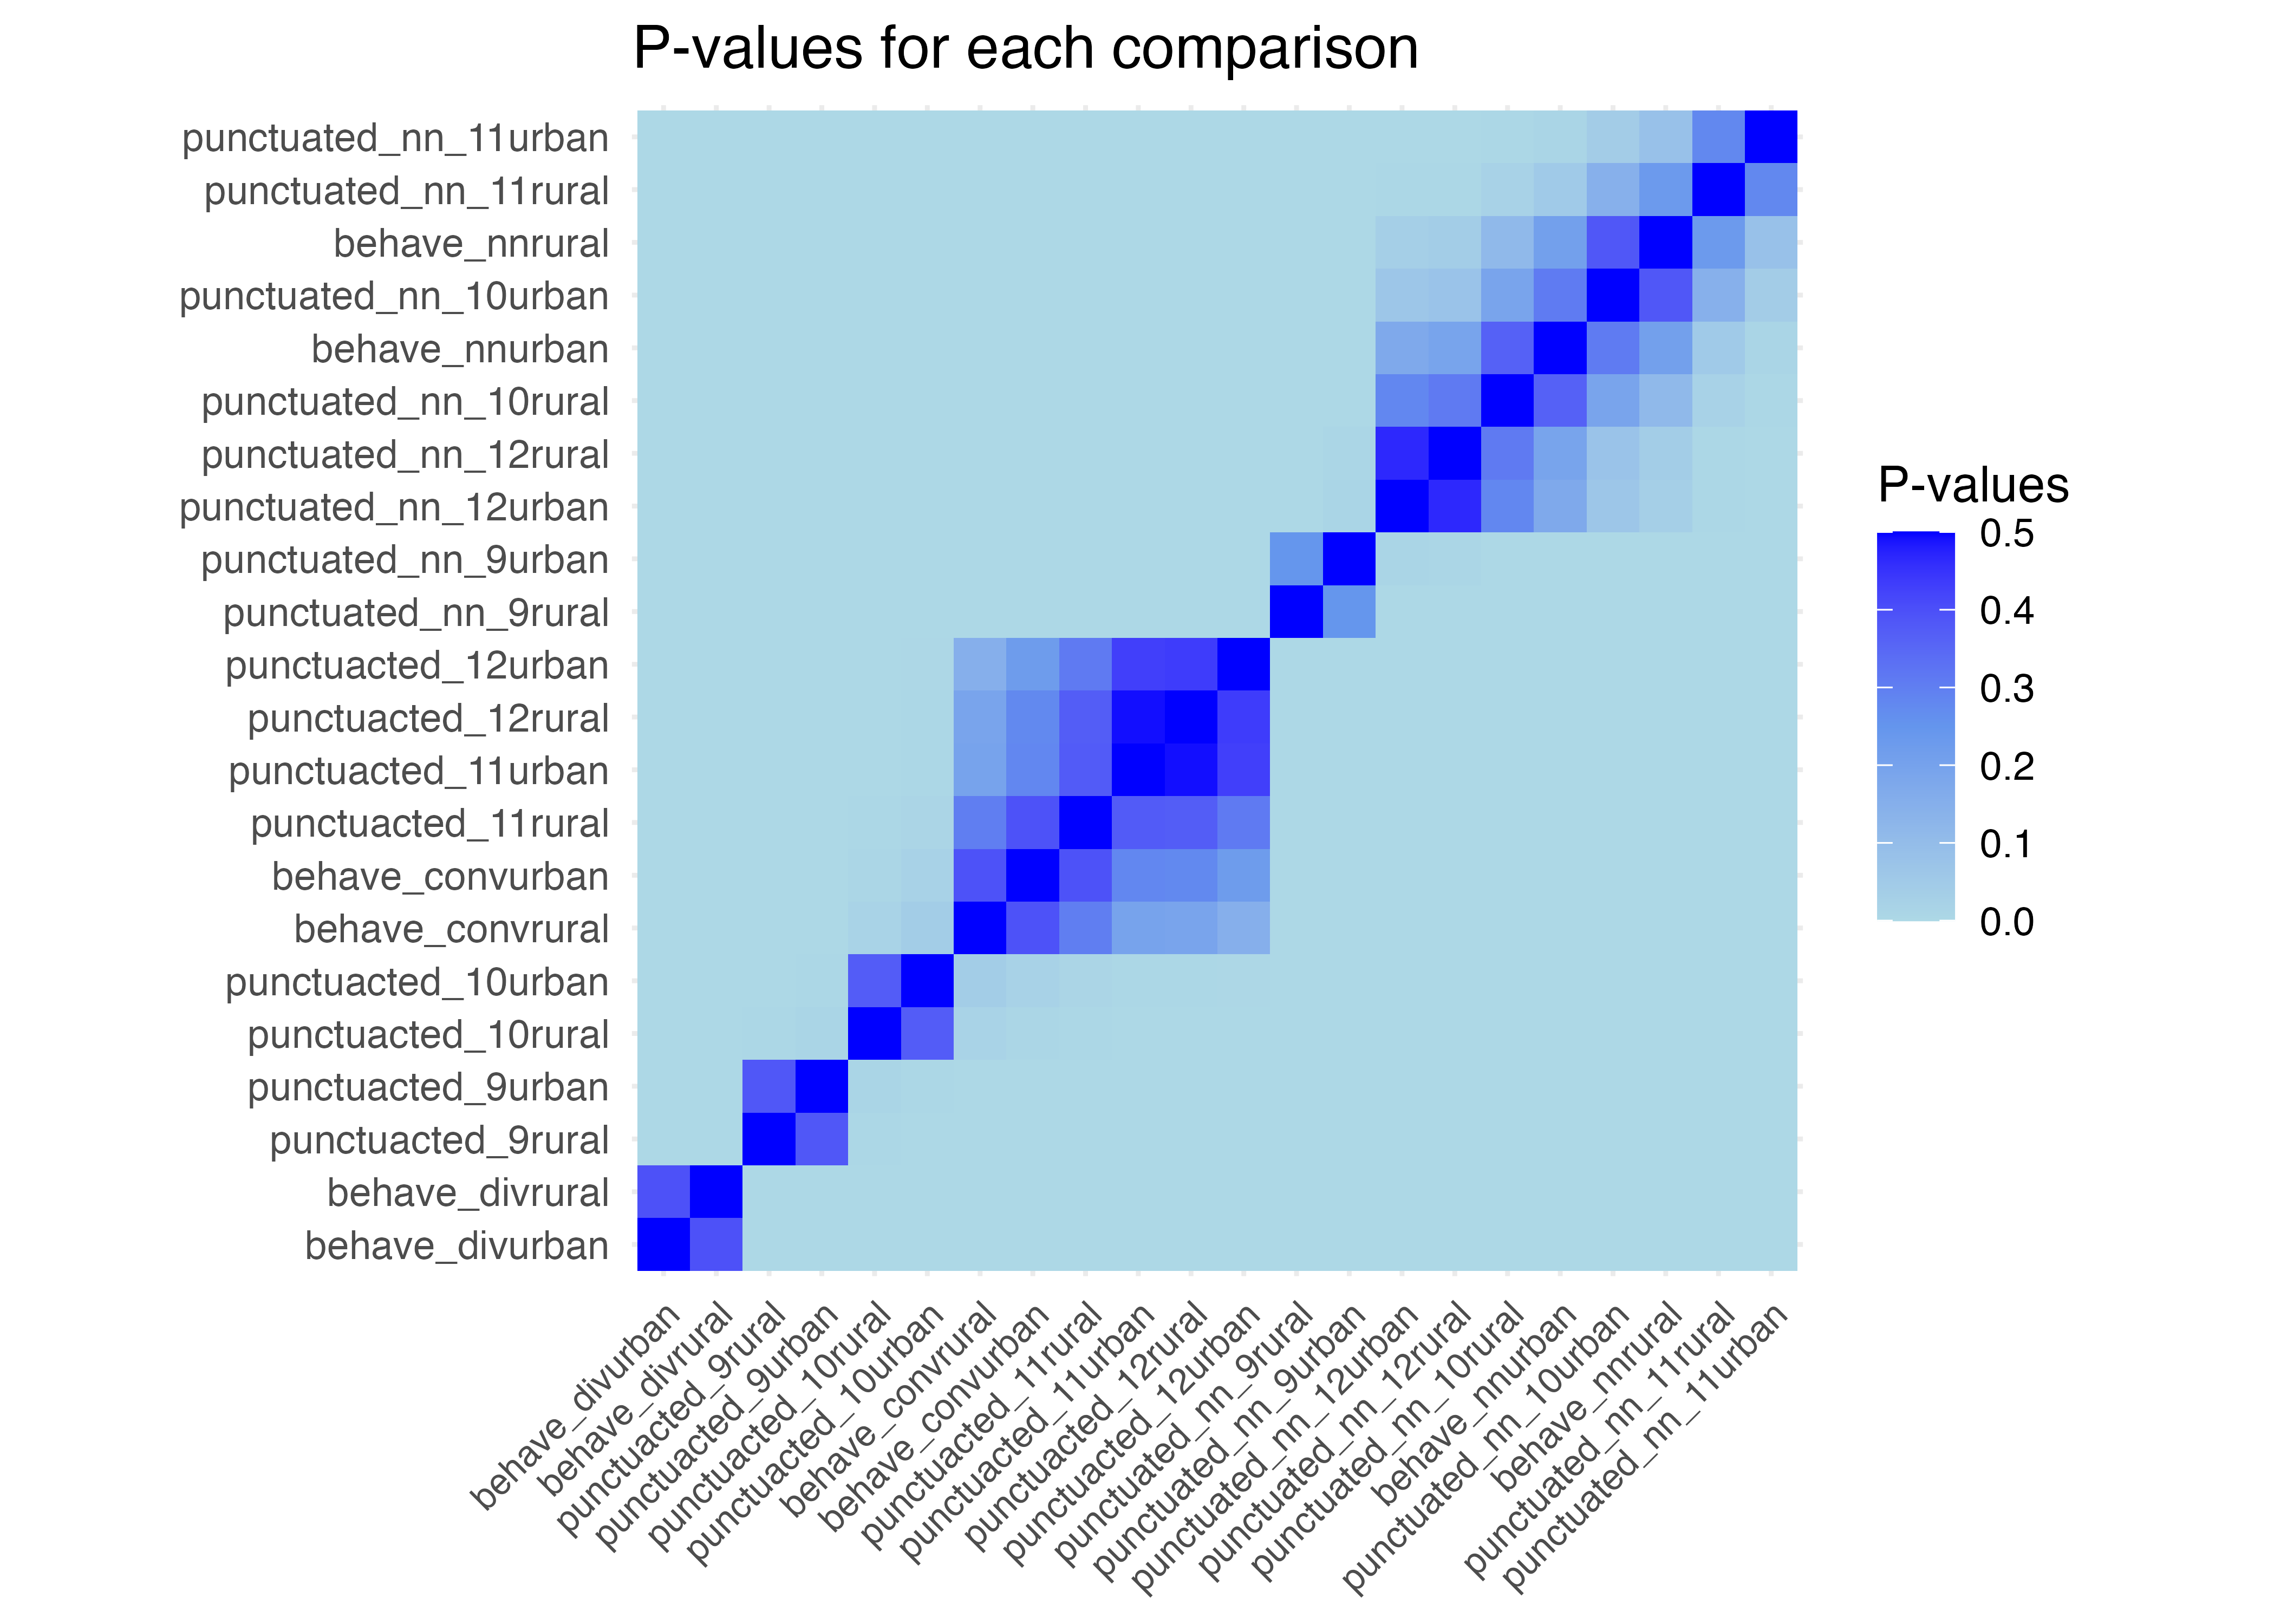 P-values for each comparison
punctuated_nn_11urban
punctuated_nn_11rural
behave_nnrural
punctuated_nn_10urban
behave_nnurban
punctuated_nn_10rural
punctuated_nn_12rural
punctuated_nn_12urban
punctuated_nn_9urban
punctuated_nn_9rural
punctuacted_12urban
punctuacted_12rural
punctuacted_11urban
punctuacted_11rural
behave_convurban
behave_convrural
punctuacted_10urban
punctuacted_10rural
punctuacted_9urban
punctuacted_9rural
behave_divrural
behave_divurban
behave_divurban
behave_divrural
punctuacted_9rural
punctuacted_9urban
punctuacted_10rural
punctuacted_10urban
behave_convrural
behave_convurban
punctuacted_11rural
punctuacted_11urban
punctuacted_12rural
punctuacted_12urban
punctuated_nn_9rural
punctuated_nn_9urban
punctuated_nn_12urban
punctuated_nn_12rural
punctuated_nn_10rural
behave_nnurban
punctuated_nn_10urban
behave_nnrural
punctuated_nn_11rural
punctuated_nn_11urban
P-values
0.5
0.4
0.3
0.2
0.1
0.0